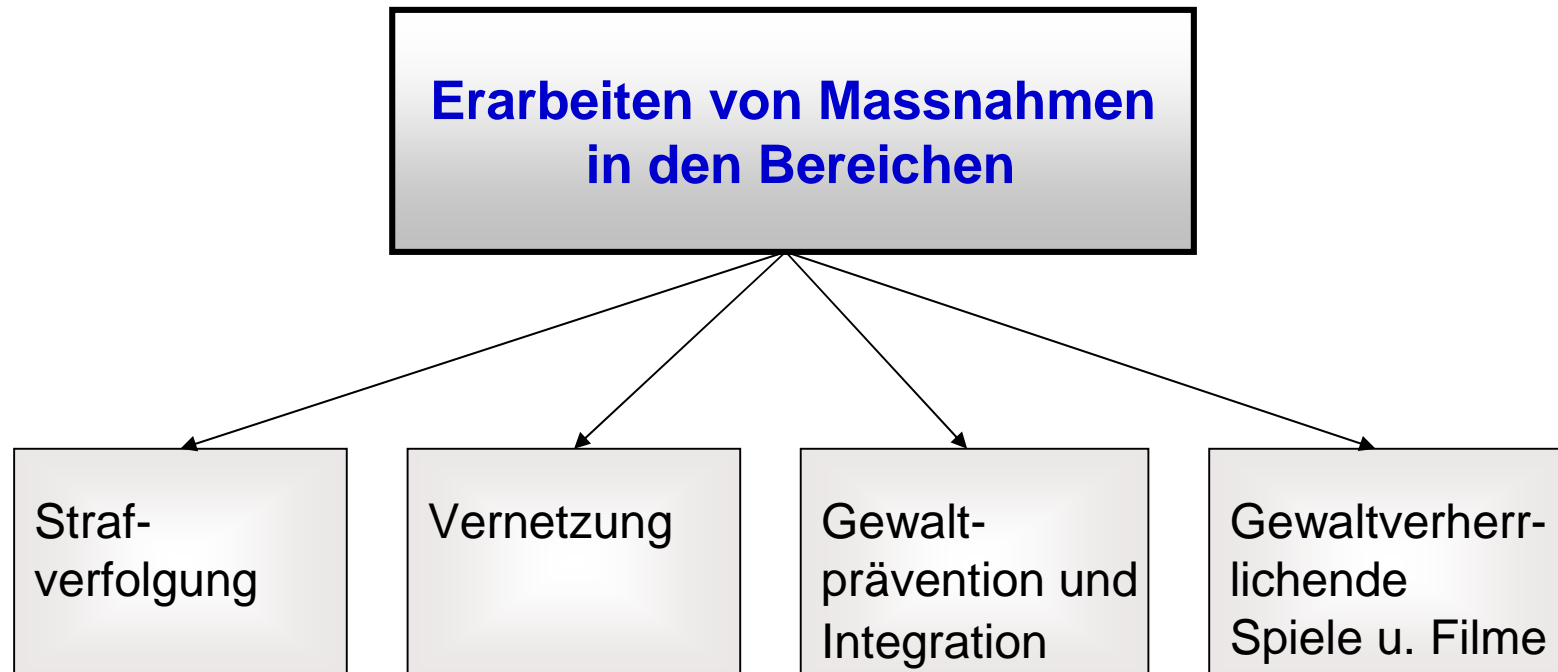 Erarbeiten von Massnahmen
in den Bereichen
Straf-
verfolgung
Vernetzung
Gewalt-
prävention und
Integration
Gewaltverherr-
lichende
Spiele u. Filme